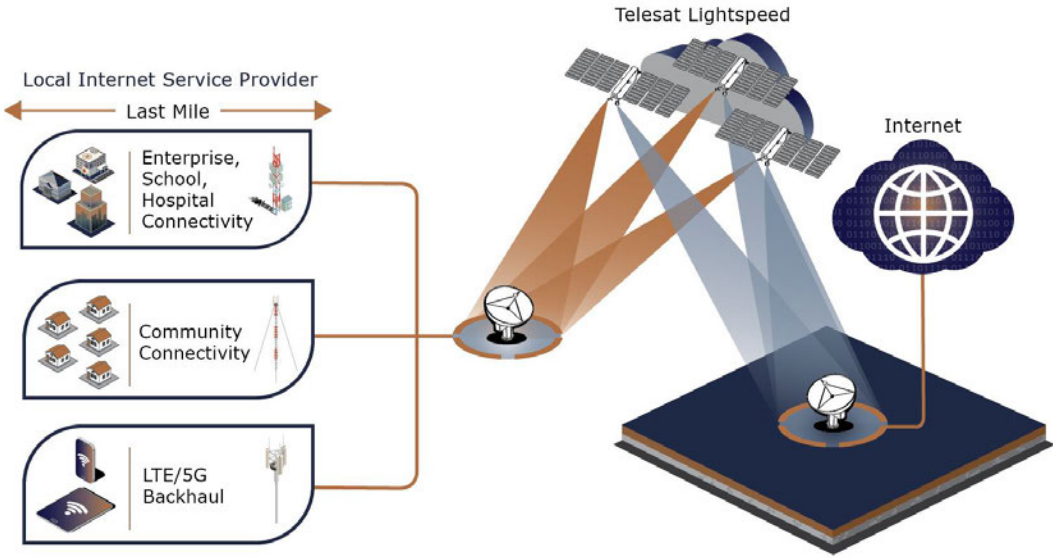 Telesat Lightspeed
Local Internet Service Provider
Last Mile
Internet
Enterprise,
School,
Hospital
Connectivity
Community
Connectivity
LTE/5G
Backhaul